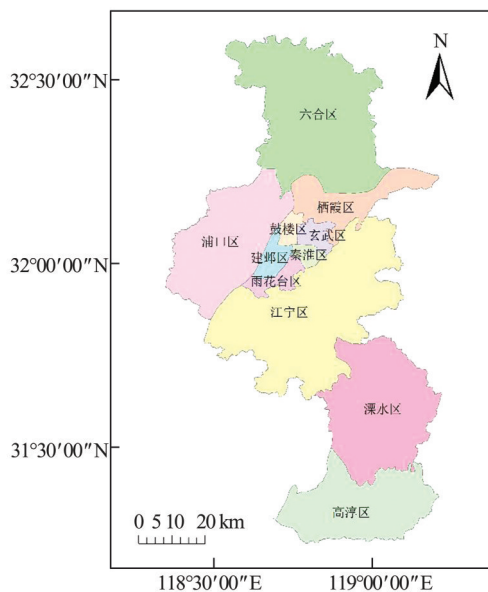 N
32°30′00″N
六合区
栖霞区
鼓楼区
玄武区
浦口区
32°00′00″N
建邺区
秦淮区
雨花台区
江宁区
溧水区
31°30′00″N
高淳区
0 5 10 20 km
118°30′00″E
119°00′00″E